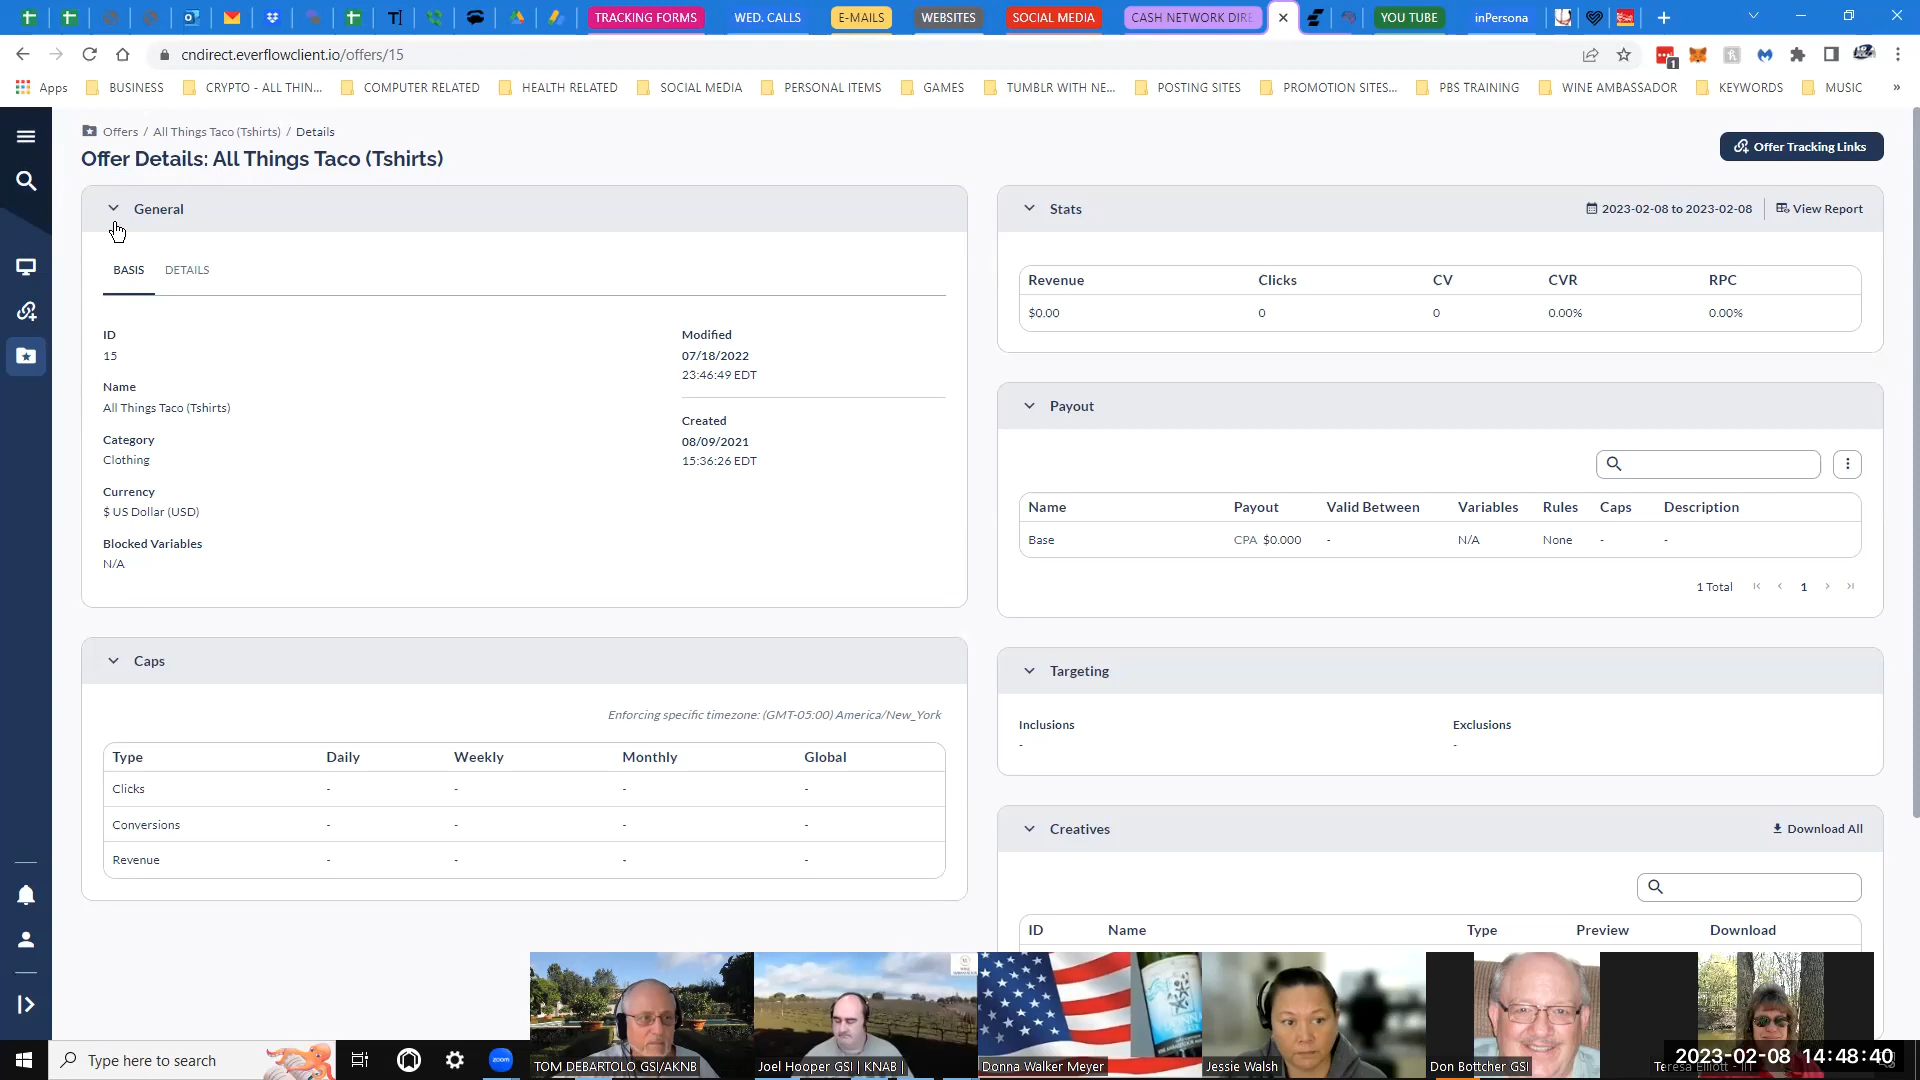 TRACKING FORMS
WED. CALLS
E-MAILS
WEBSITES
SOCIAL MEDIA
CASH NETWORK DIRE
YOU TUBE
inPersona
cndirect.everflowclient.io/offers/15
1
Apps
BUSINESS
CRYPTO - ALL THIN...
COMPUTER RELATED
HEALTH RELATED
SOCIAL MEDIA
PERSONAL ITEMS
GAMES
TUMBLR WITH NE...
POSTING SITES
PROMOTION SITES...
PBS TRAINING
WINE AMBASSADOR
KEYWORDS
MUSIC
Offers / All Things Taco (Tshirts) / Details
Offer Details: All Things Taco (Tshirts)
Offer Tracking Links
General
BASIS
DETAILS
ID
15
Name
All Things Taco (Tshirts)
Category
Clothing
Currency
$ US Dollar (USD)
Blocked Variables
N/A
Modified
07/18/2022
23:46:49 EDT
Created
08/09/2021
15:36:26 EDT
Caps
Enforcing specific timezone: (GMT-05:00) America/New_York
Type Daily Weekly Monthly Global
Clicks - - - -
Conversions - - - -
Revenue - - - -
Stats
2023-02-08 to 2023-02-08
View Report
Revenue Clicks CV CVR RPC
$0.00 0 0 0.00% 0.00%
Payout
Name Payout Valid Between Variables Rules Caps Description
Base CPA $0.000 - N/A None - -
1 Total
1
Targeting
Inclusions
-
Exclusions
-
Creatives
Download All
ID Name Type Preview Download
Type here to search
zoom
TOM DEBARTOLO GSI/AKNB
Joel Hooper GSI | KNAB |
Donna Walker Meyer
Jessie Walsh
Don Bottcher GSI
2023-02-08 14:48:40